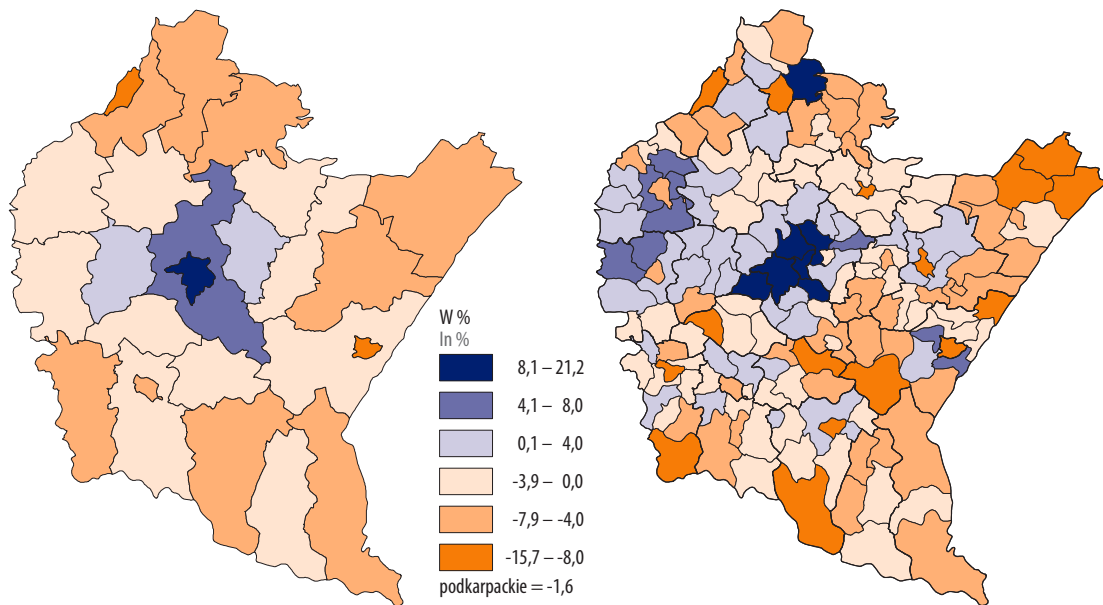 W %
In %
8,1 – 21,2
4,1 – 8,0
0,1 – 4,0
-3,9 – 0,0
-7,9 – -4,0
-15,7 – -8,0
podkarpackie = -1,6